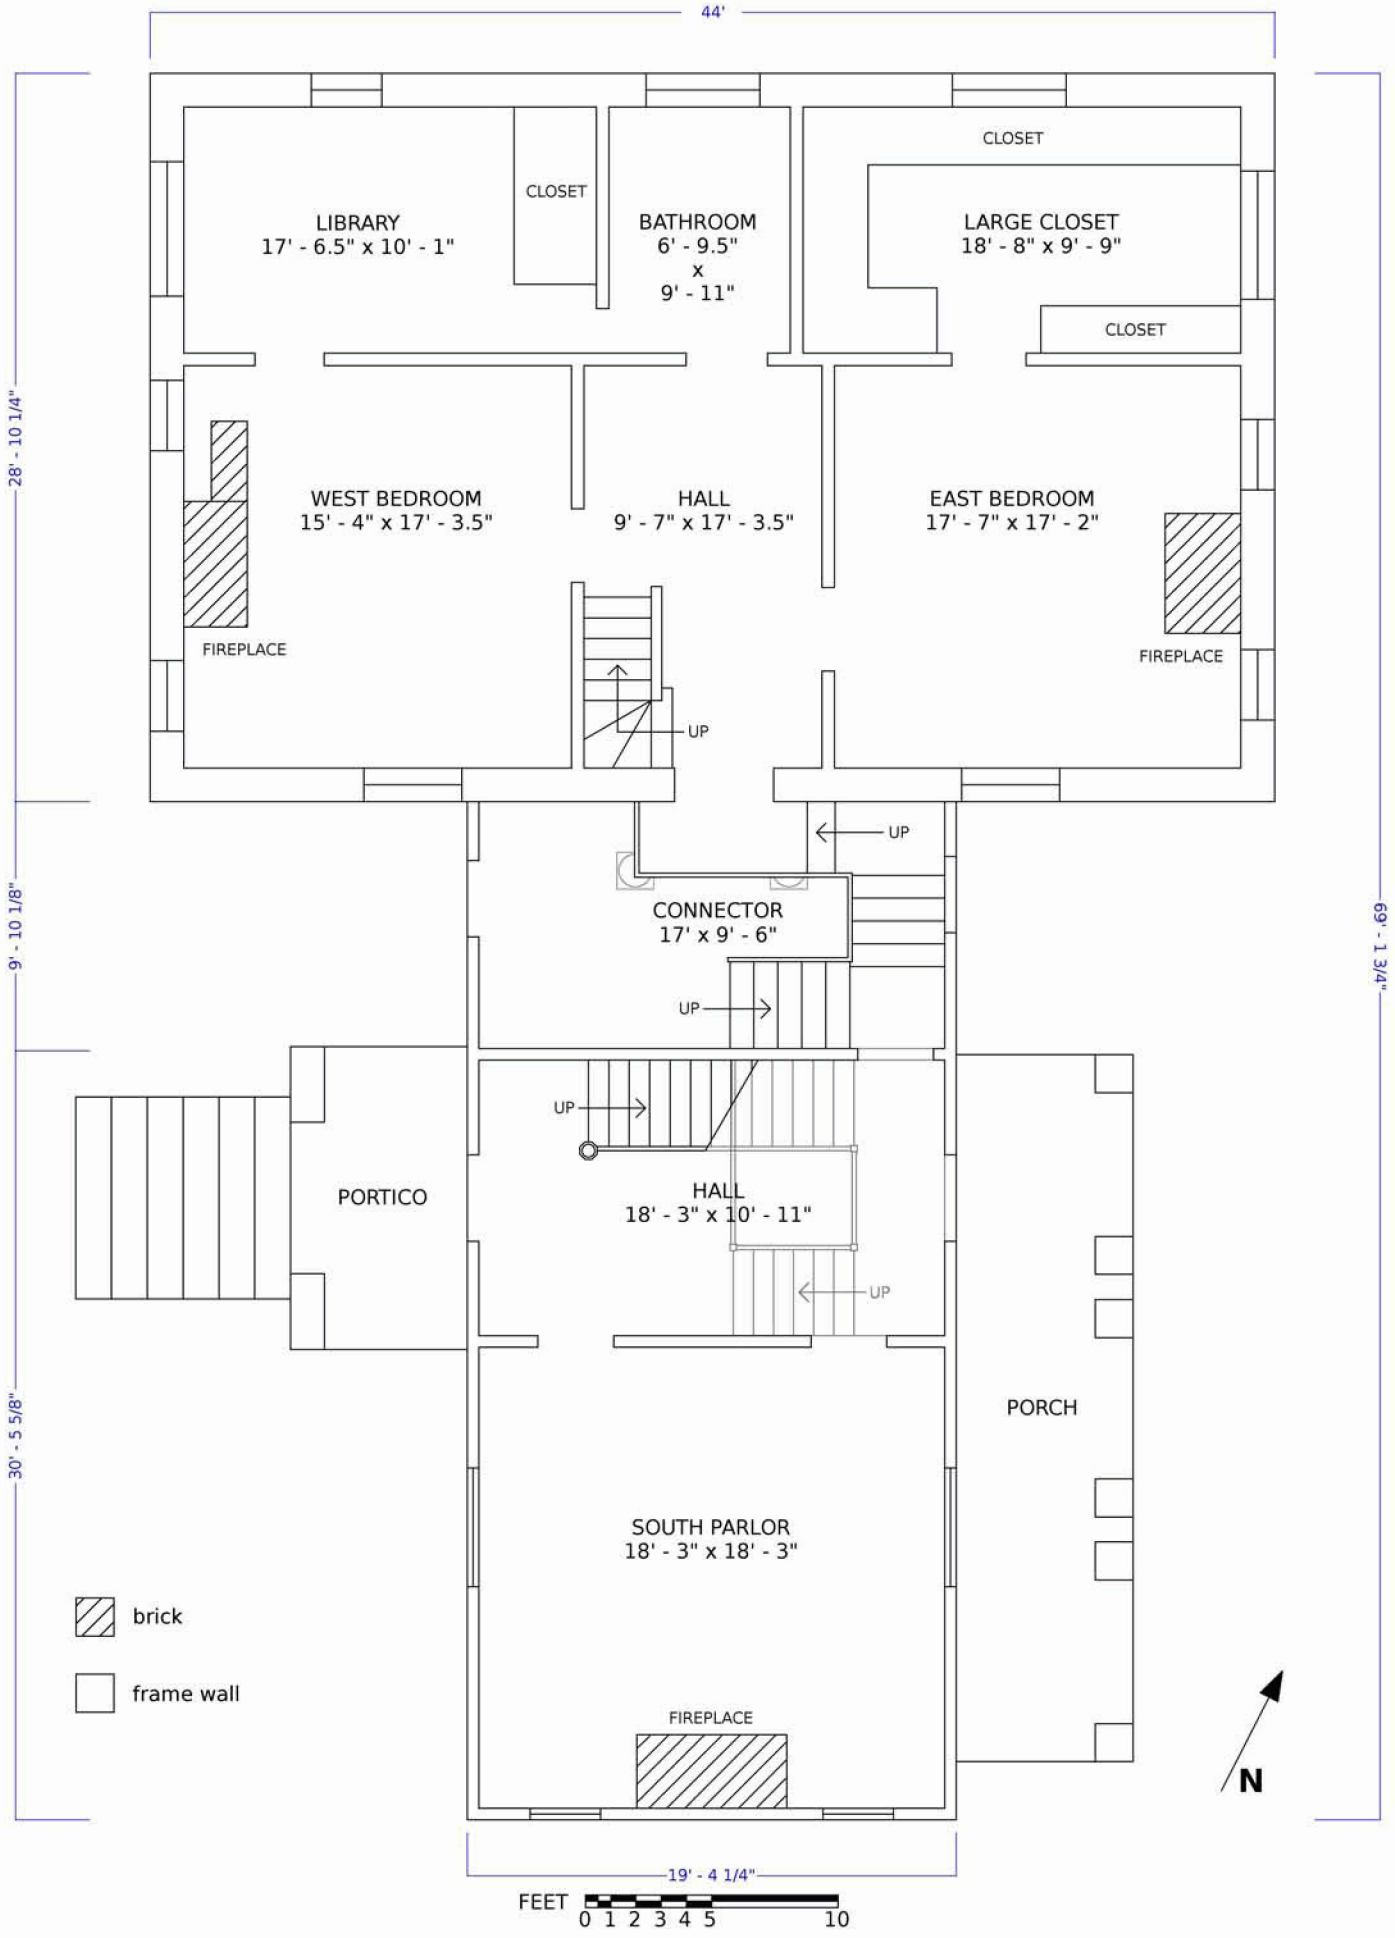 44'
CLOSET
CLOSET
LIBRARY
17' - 6.5" x 10' - 1"
BATHROOM
6' - 9.5"
x
9' - 11"
LARGE CLOSET
18' - 8" x 9' - 9"
CLOSET
28' - 10 1/4"
WEST BEDROOM
15' - 4" x 17' - 3.5"
HALL
9' - 7" x 17' - 3.5"
EAST BEDROOM
17' - 7" x 17' - 2"
FIREPLACE
FIREPLACE
UP
UP
9' - 10 1/8"
CONNECTOR
17' x 9' - 6"
69' - 1 3/4"
UP
UP
PORTICO
HALL
18' - 3" x 10' - 11"
UP
30' - 5 5/8"
PORCH
SOUTH PARLOR
18' - 3" x 18' - 3"
brick
frame wall
FIREPLACE
N
19' - 4 1/4"
FEET
0 1 2 3 4 5 10